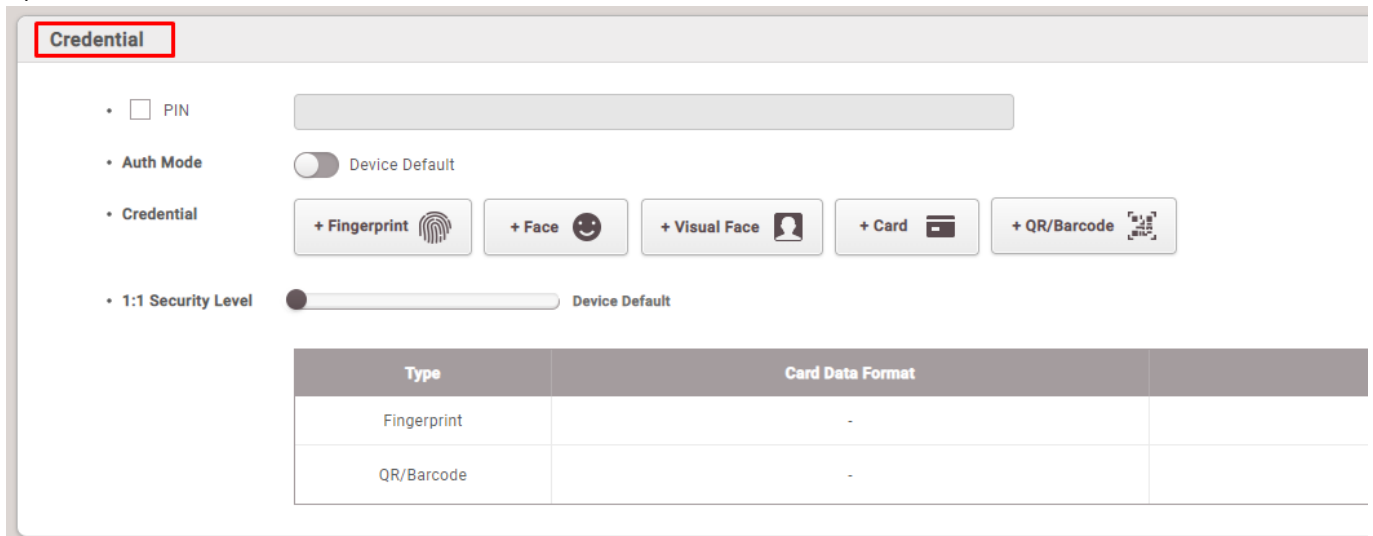 Credential
• PIN
• Auth Mode Device Default
• Credential + Fingerprint + Face + Visual Face + Card + QR/Barcode
• 1:1 Security Level Device Default
Type Card Data Format
Fingerprint -
QR/Barcode -